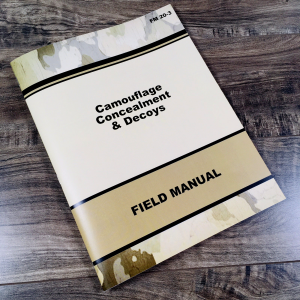 FM 20-3
Camouflage
Concealment
& Decoys
FIELD MANUAL